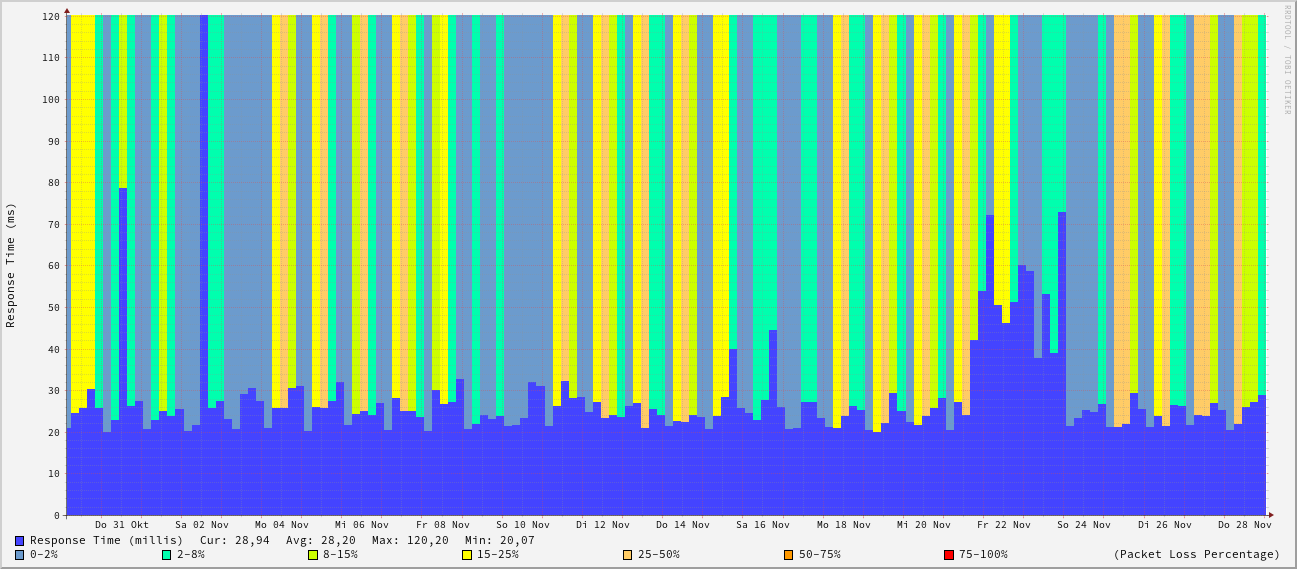 120
110
100
90
80
70
60
50
40
30
20
10
0
Response Time (ms)
RRDTOOL / TOBI OETIKER
Do 31 Okt Sa 02 Nov Mo 04 Nov Mi 06 Nov Fr 08 Nov So 10 Nov Di 12 Nov Do 14 Nov Sa 16 Nov Mo 18 Nov Mi 20 Nov Fr 22 Nov So 24 Nov Di 26 Nov Do 28 Nov
Response Time (millis) Cur: 28,94 Avg: 28,20 Max: 120,20 Min: 20,07
0-2% 2-8% 8-15% 15-25% 25-50% 50-75% 75-100% (Packet Loss Percentage)